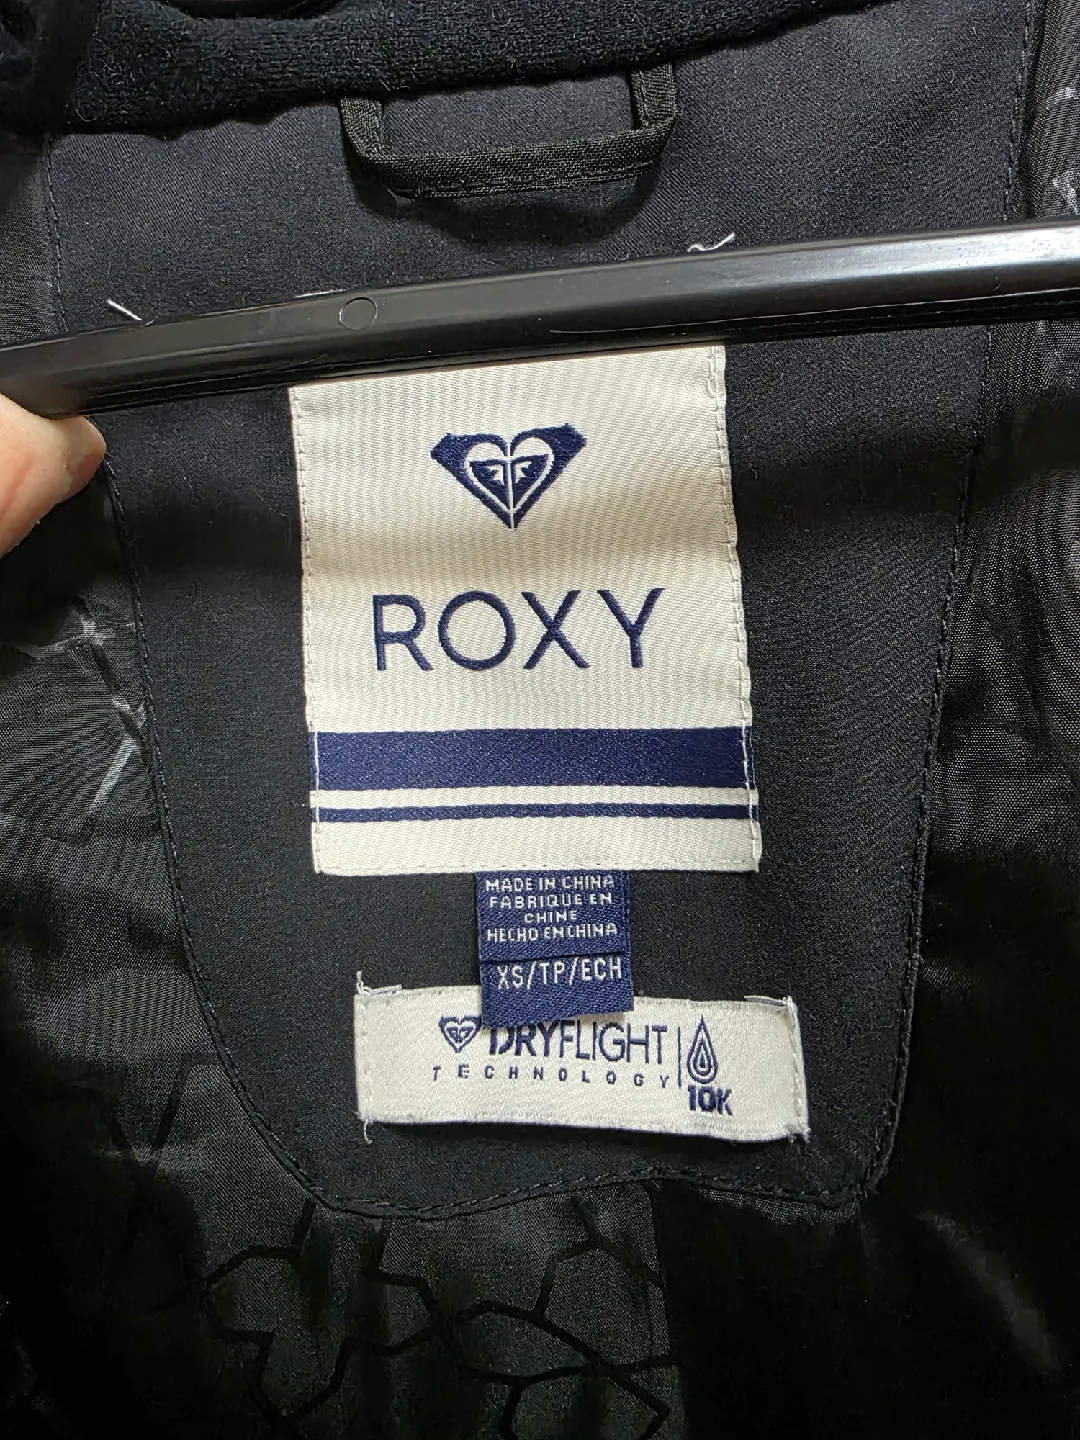 ROXY
MADE IN CHINA
FABRIQUE EN
CHINE
HECHO EN CHINA
XS/TP/ECH
DRYFLIGHT
TECHNOLOGY
10K